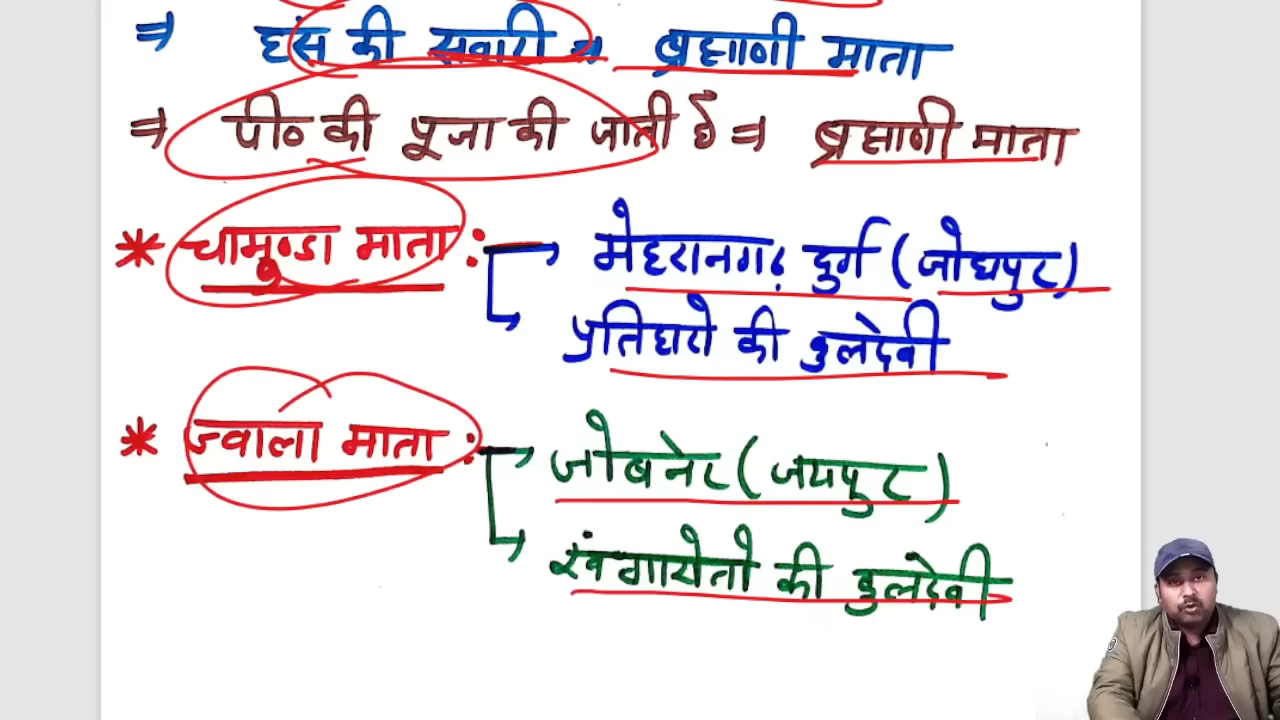 ⇒ हंस की सवारी ⇒ ब्रह्माणी माता
⇒ पीठ की पूजा की जाती है ⇒ ब्रह्माणी माता
* चामुण्डा माता :
मेहरानगढ़ दुर्ग (जोधपुर)
प्रतिहारो की कुलदेवी
* ज्वाला माता :
जोबनेर (जयपुर)
खंगारोतो की कुलदेवी